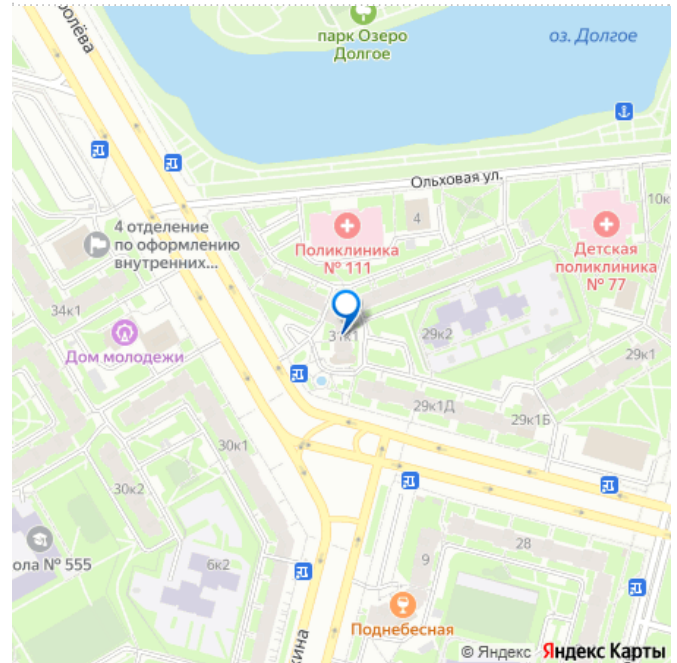 олёва
парк Озеро
Долгое
оз. Долгое
Ольховая ул.
4
10к
4 отделение
по оформлению
внутренних...
Поликлиника
№ 111
Детская
поликлиника
№ 77
34к1
Дом молодежи
31к1
29к2
29к1
29к1Д
29к1Б
30к1
30к2
ола № 555
6к2
28
9
Поднебесная
кина
© Яндекс Яндекс Карты